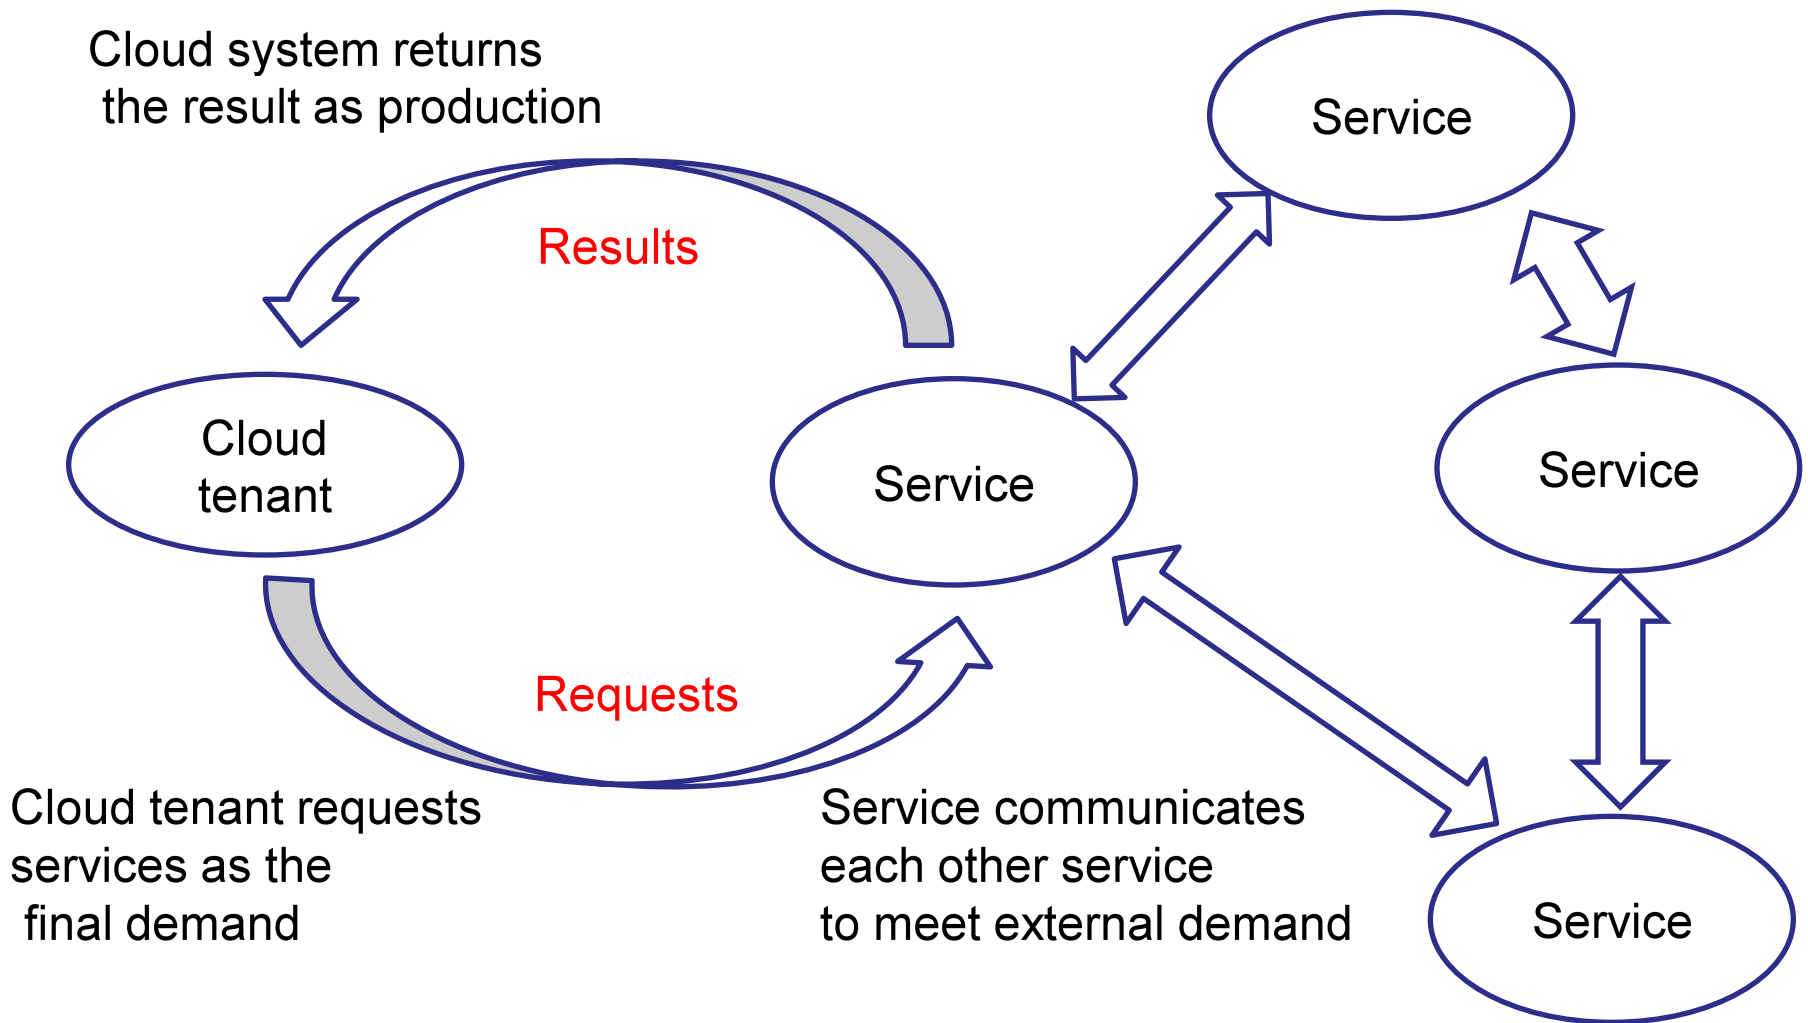 Cloud system returns
the result as production
Service
Results
Cloud
tenant
Service
Service
Requests
Cloud tenant requests
services as the
final demand
Service communicates
each other service
to meet external demand
Service